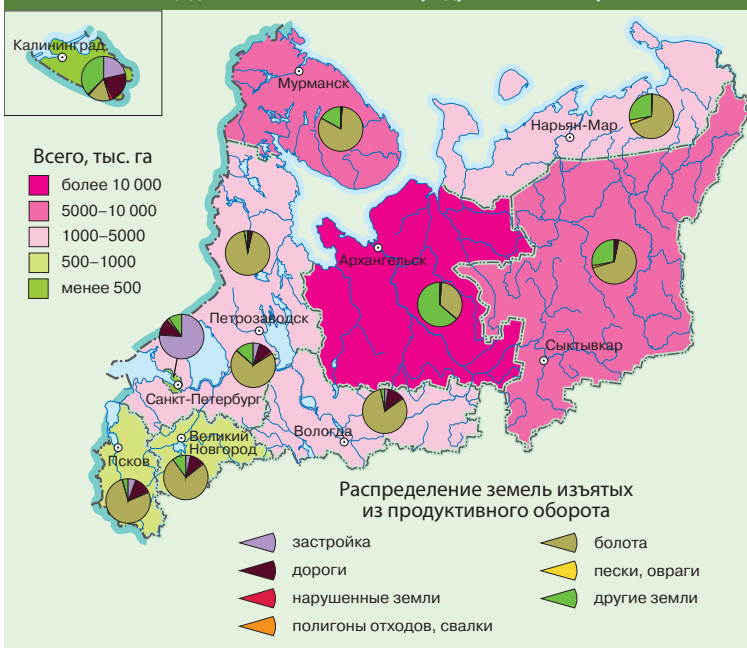 Калининград
Мурманск
Нарьян-Мар
Всего, тыс. га
более 10 000
5000–10 000
1000–5000
500–1000
менее 500
Архангельск
Петрозаводск
Сыктывкар
Санкт-Петербург
Вологда
Великий
Новгород
Псков
Распределение земель изъятых
из продуктивного оборота
застройка
дороги
нарушенные земли
полигоны отходов, свалки
болота
пески, овраги
другие земли